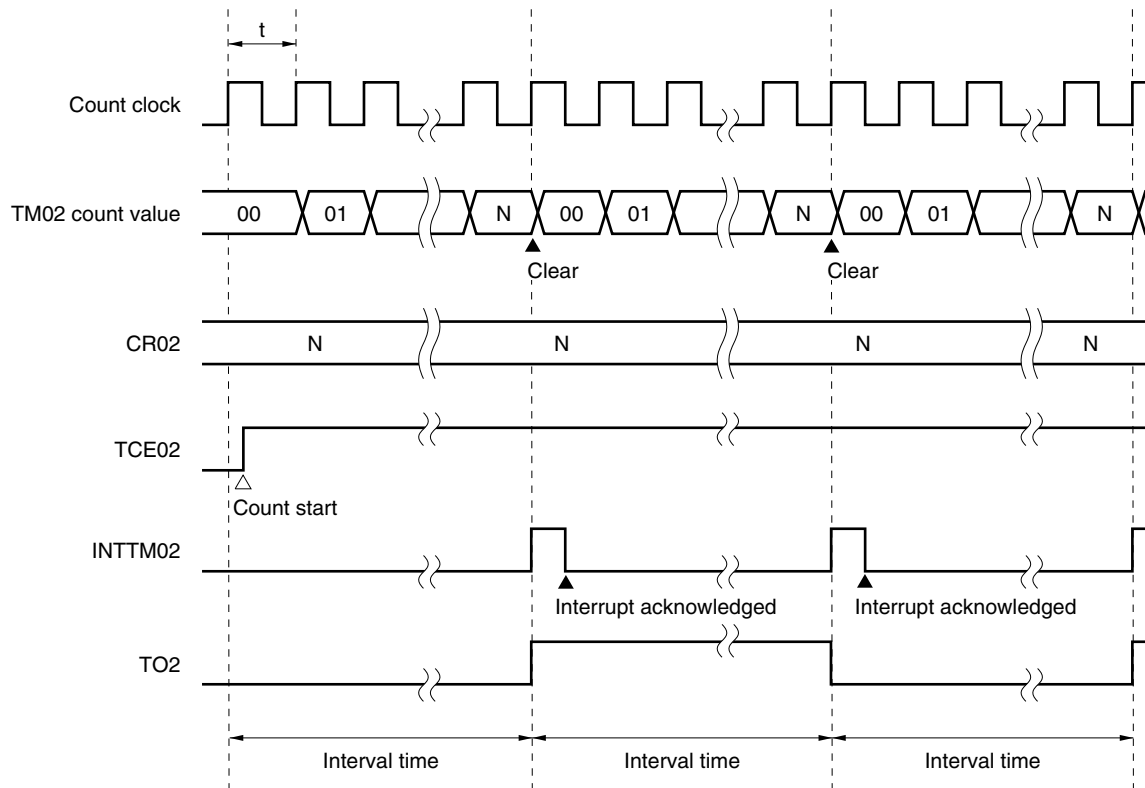 t
Count clock
TM02 count value
00 01 N 00 01 N 00 01 N
Clear Clear
CR02 N N N N
TCE02
Count start
INTTM02
Interrupt acknowledged Interrupt acknowledged
TO2
Interval time Interval time Interval time